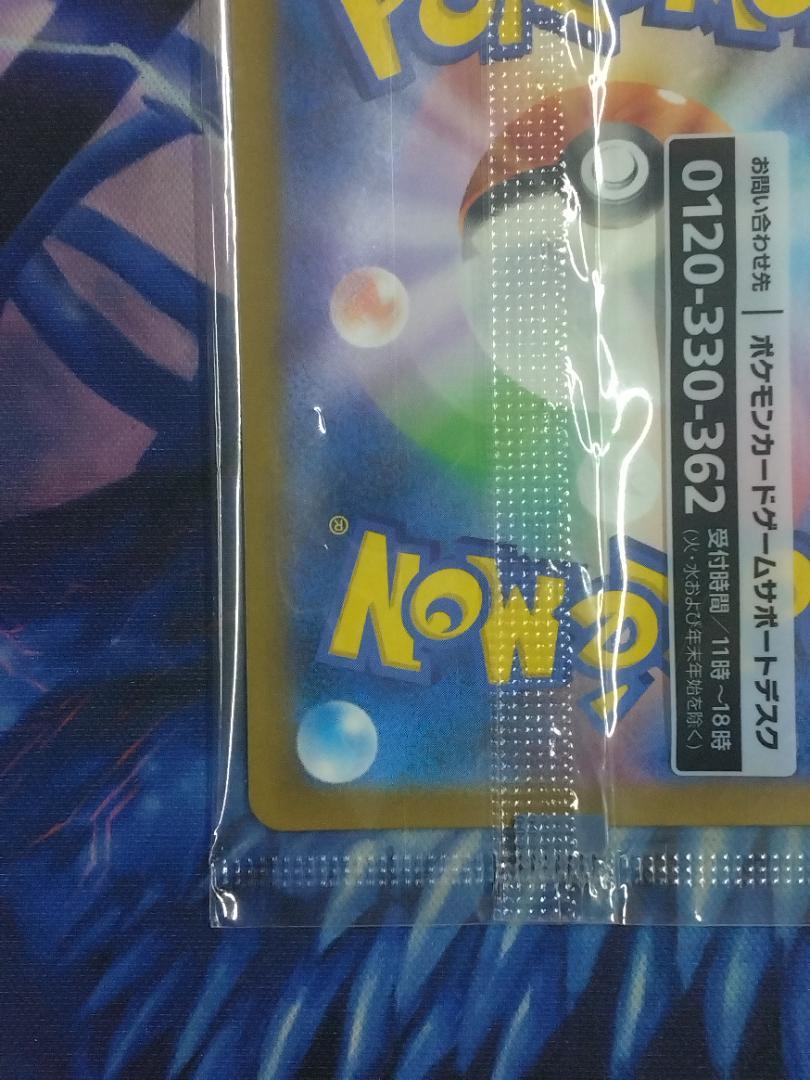 POKÉMON
お問い合わせ先 | ポケモンカードゲームサポートデスク
0120-330-362 受付時間/11時～18時
(火・水および年末年始を除く)
POKÉMON
®